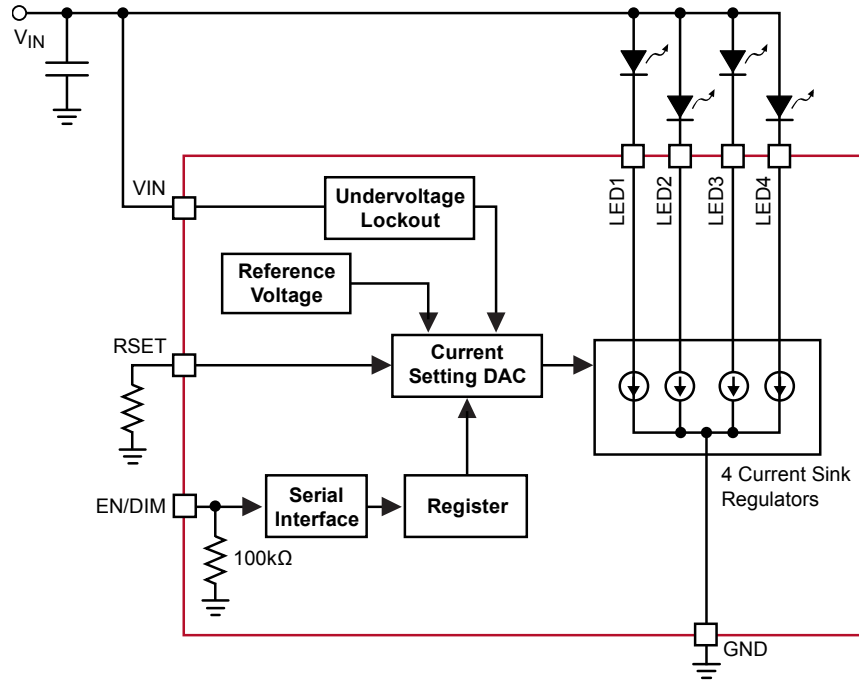 VIN
VIN
Undervoltage
Lockout
LED1
LED2
LED3
LED4
Reference
Voltage
RSET
Current
Setting DAC
EN/DIM
Serial
Interface
Register
4 Current Sink
Regulators
100kΩ
GND